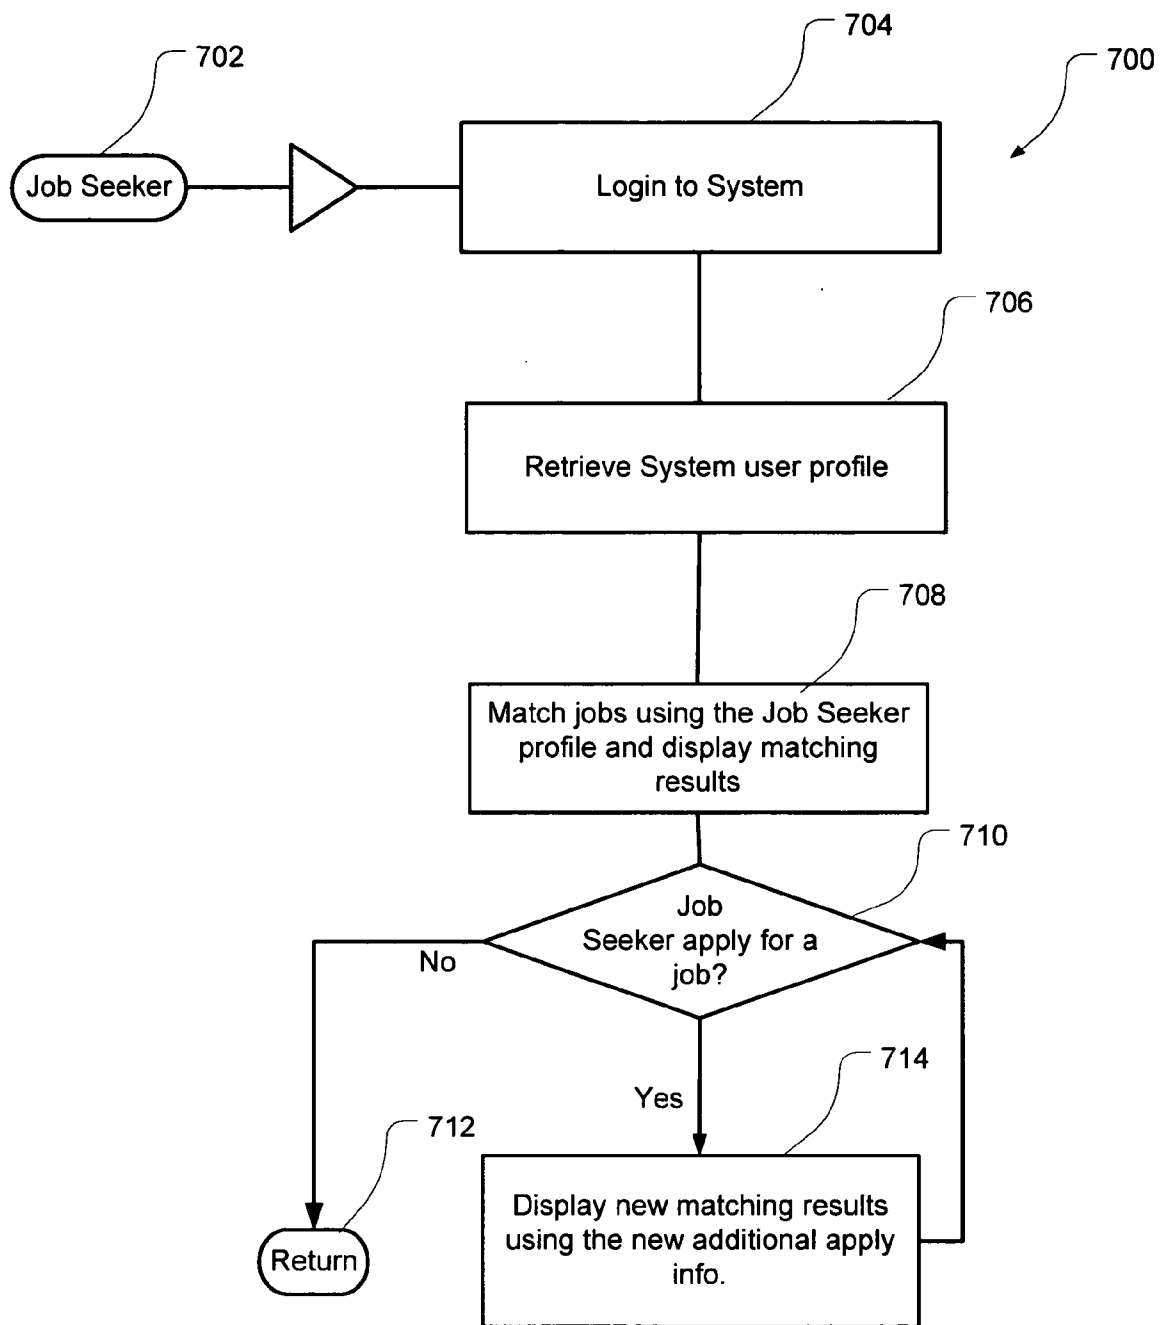 704
702
700
Job Seeker
Login to System
706
Retrieve System user profile
708
Match jobs using the Job Seeker
profile and display matching
results
710
Job
Seeker apply for a
job?
No
714
Yes
712
Display new matching results
using the new additional apply
info.
Return